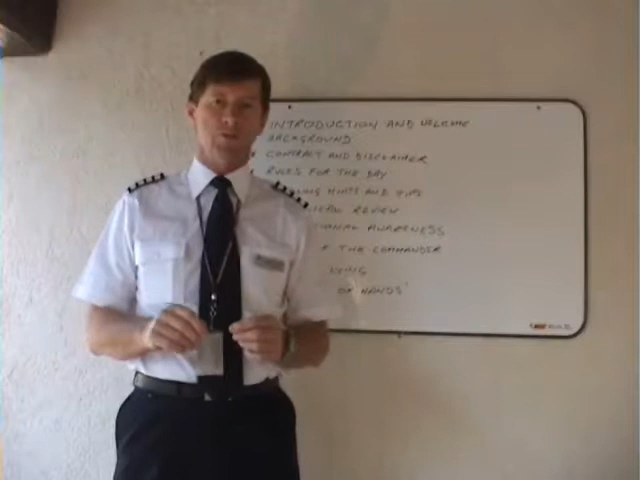 INTRODUCTION AND WELCOME
BACKGROUND
CONTRACT AND DISCLAIMER
RULES FOR THE DAY
HINTS AND TIPS
REVIEW
AWARENESS
THE COMMANDER
HANDS'